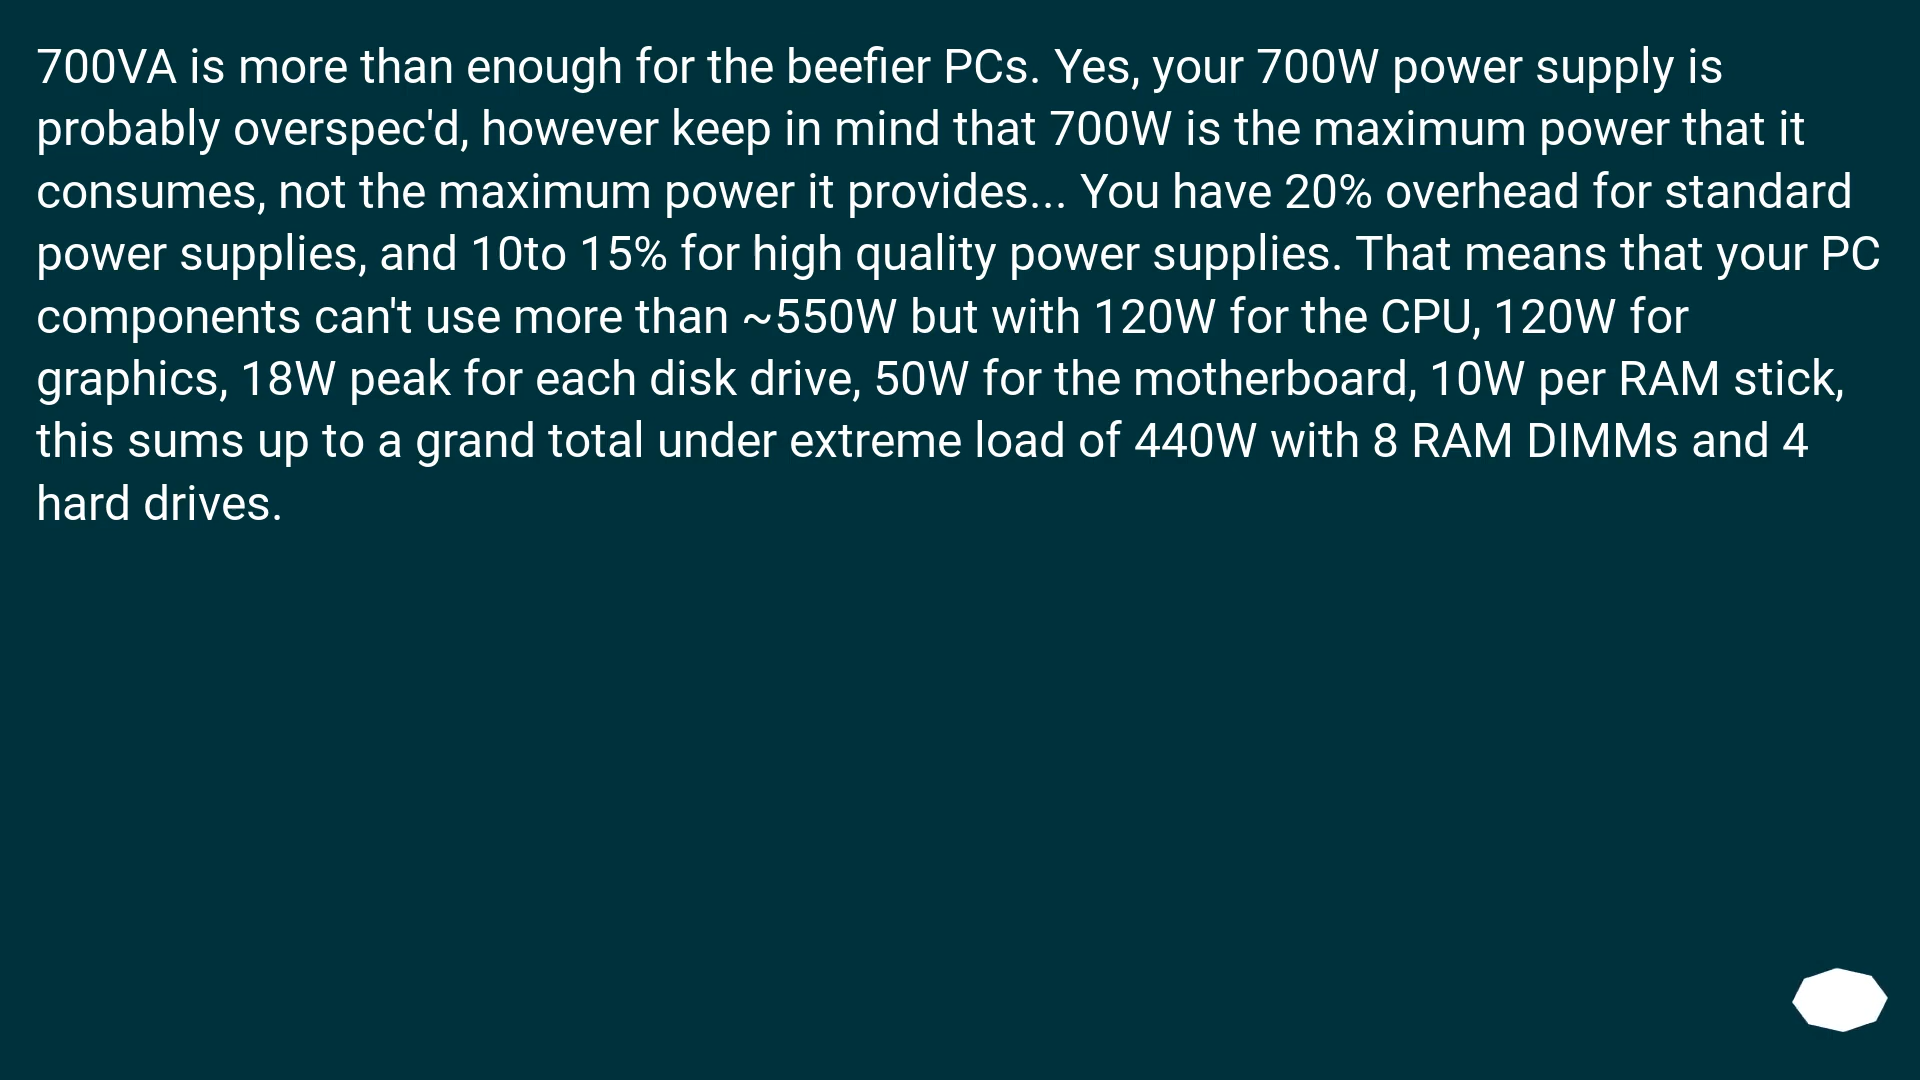 700VA is more than enough for the beefier PCs. Yes, your 700W power supply is
probably overspec'd, however keep in mind that 700W is the maximum power that it
consumes, not the maximum power it provides... You have 20% overhead for standard
power supplies, and 10to 15% for high quality power supplies. That means that your PC
components can't use more than ~550W but with 120W for the CPU, 120W for
graphics, 18W peak for each disk drive, 50W for the motherboard, 10W per RAM stick,
this sums up to a grand total under extreme load of 440W with 8 RAM DIMMs and 4
hard drives.